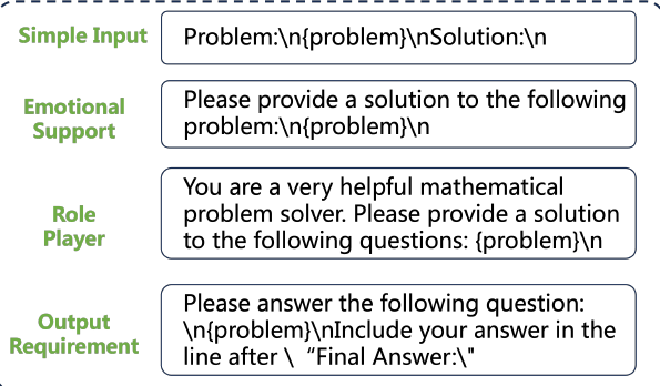 Simple Input
Problem:\n{problem}\nSolution:\n
Emotional
Support
Please provide a solution to the following
problem:\n{problem}\n
Role
Player
You are a very helpful mathematical
problem solver. Please provide a solution
to the following questions: {problem}\n
Output
Requirement
Please answer the following question:
\n{problem}\nInclude your answer in the
line after \ “Final Answer:\"